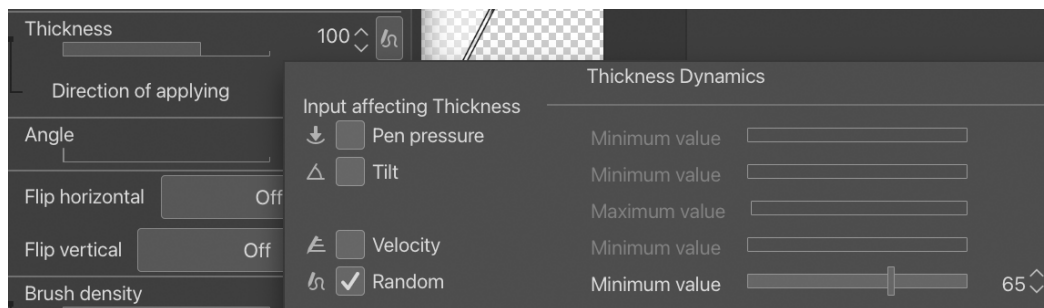 Thickness 100
Thickness Dynamics
Direction of applying
Input affecting Thickness
Angle
Pen pressure Minimum value
Tilt Minimum value
Flip horizontal Off
Maximum value
Flip vertical Off
Velocity Minimum value
Random Minimum value 65
Brush density